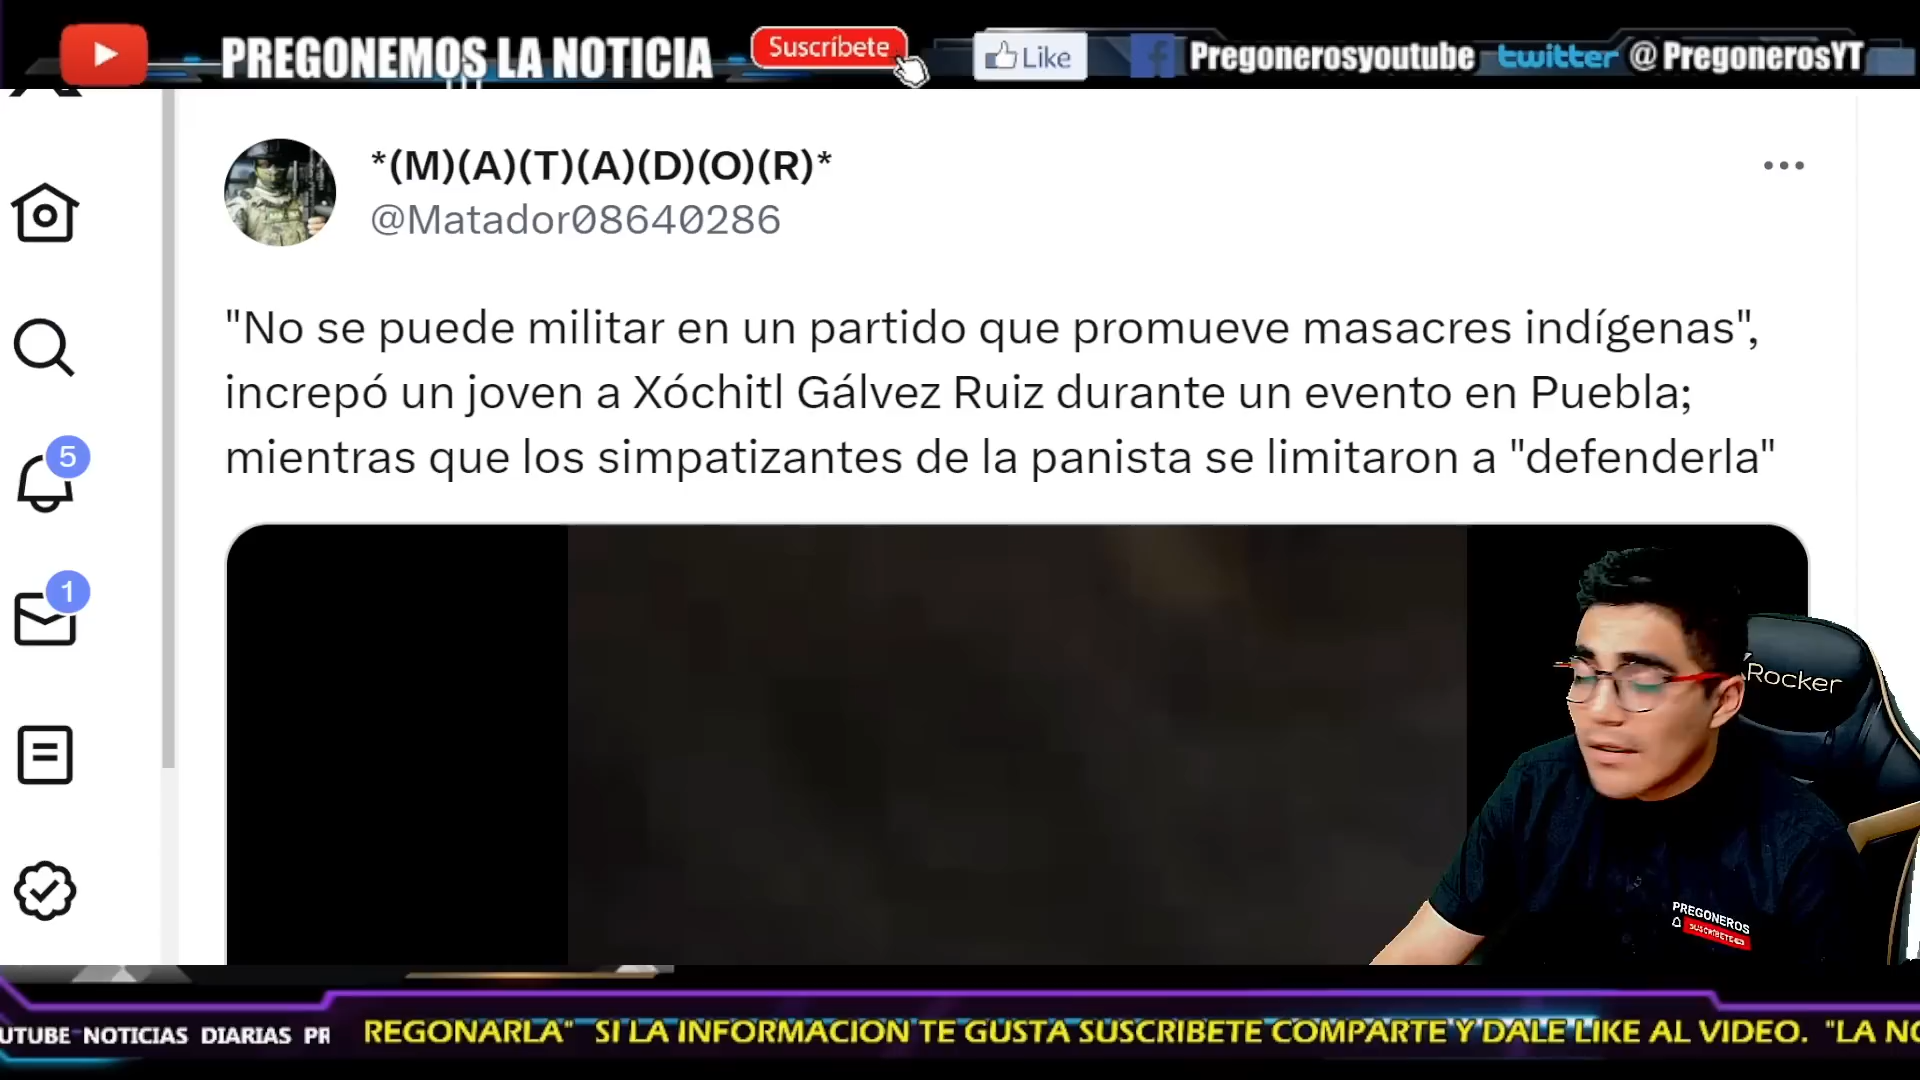 PREGONEMOS LA NOTICIA
Suscríbete
Like
Pregonerosyoutube
twitter @PregonerosYT
*(M)(A)(T)(A)(D)(O)(R)*
@Matador08640286
"No se puede militar en un partido que promueve masacres indígenas",
increpó un joven a Xóchitl Gálvez Ruiz durante un evento en Puebla;
mientras que los simpatizantes de la panista se limitaron a "defenderla"
5
1
Rocker
PREGONEROS
SUSCRIBETE
UTUBE NOTICIAS DIARIAS PR
REGONARLA" SI LA INFORMACION TE GUSTA SUSCRIBETE COMPARTE Y DALE LIKE AL VIDEO. "LA NO